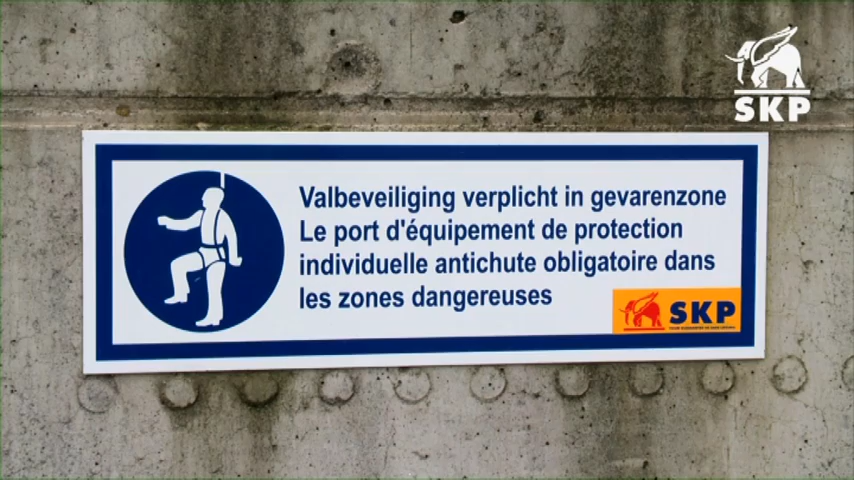 SKP
Valbeveiliging verplicht in gevarenzone
Le port d'équipement de protection
individuelle antichute obligatoire dans
les zones dangereuses
SKP